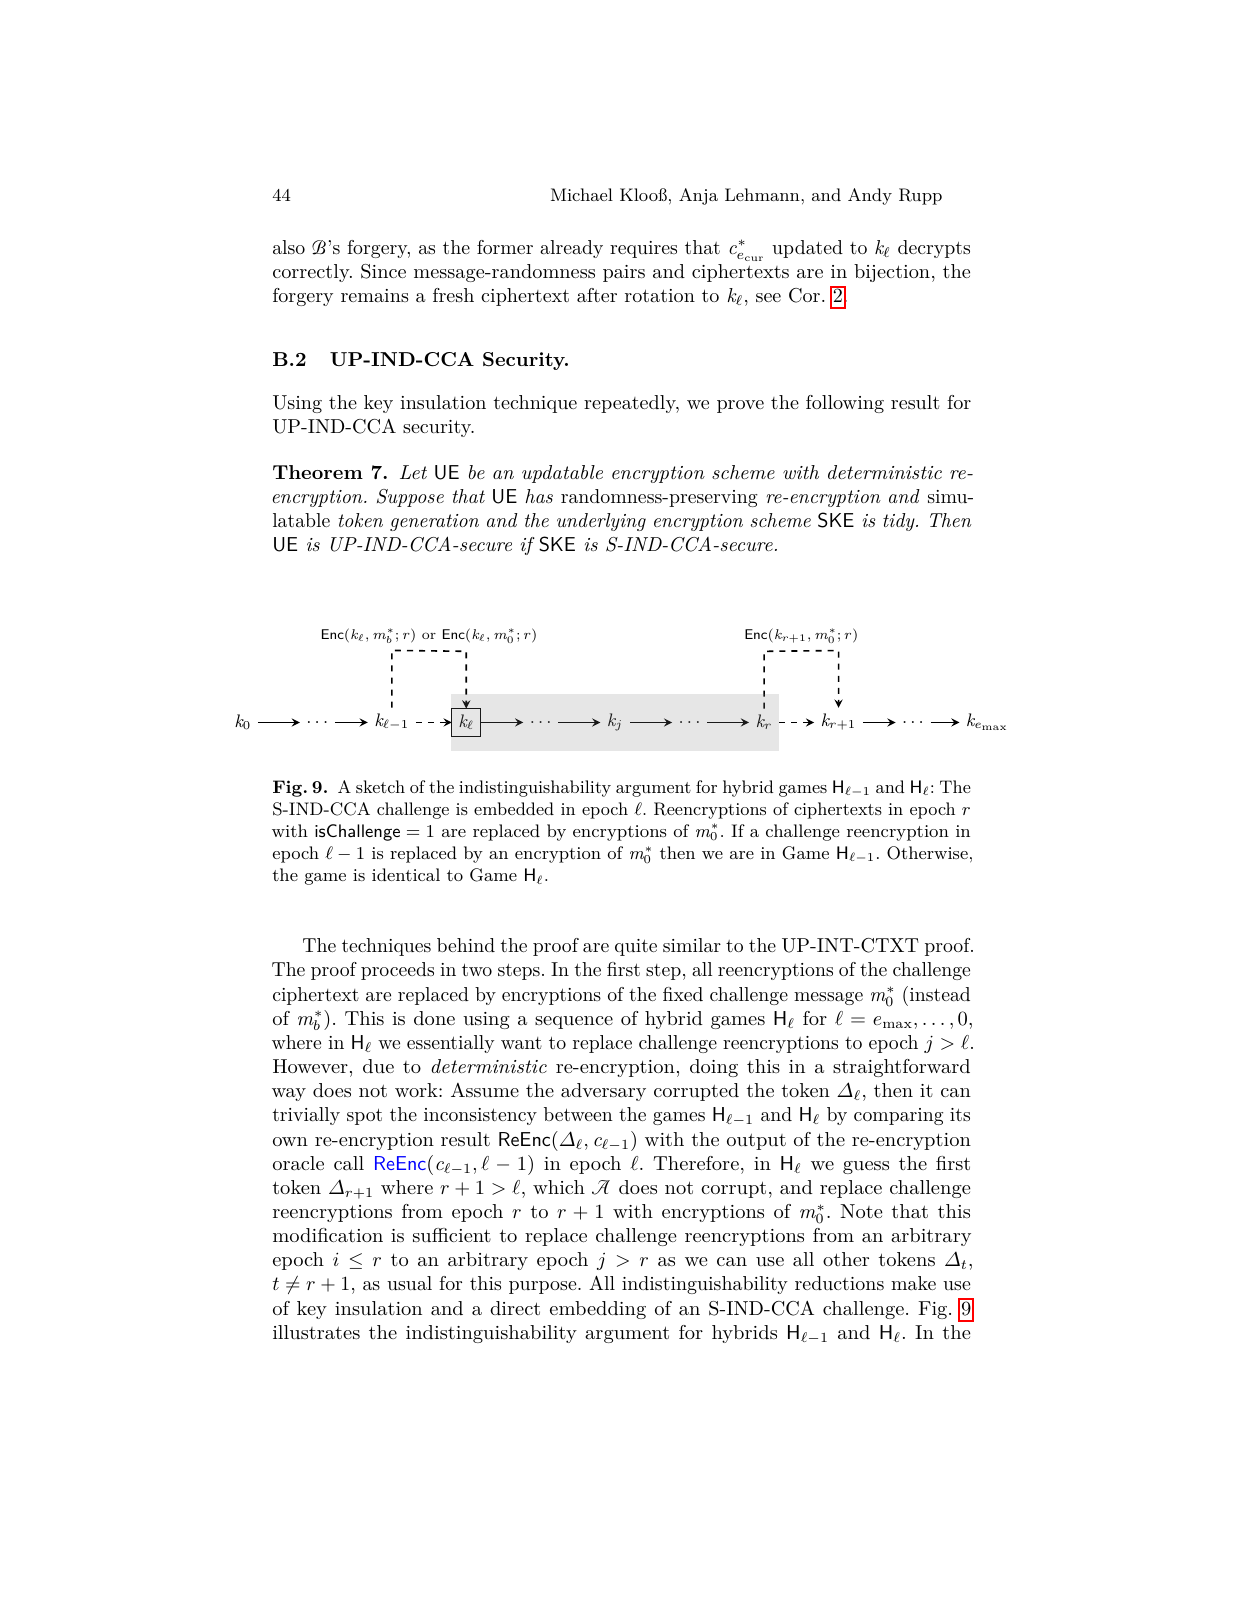 44 Michael Klooß, Anja Lehmann, and Andy Rupp
also ℬ's forgery, as the former already requires that c*_{e_cur} updated to k_ℓ decrypts
correctly. Since message-randomness pairs and ciphertexts are in bijection, the
forgery remains a fresh ciphertext after rotation to k_ℓ, see Cor. 2.
B.2 UP-IND-CCA Security.
Using the key insulation technique repeatedly, we prove the following result for
UP-IND-CCA security.
Theorem 7. Let UE be an updatable encryption scheme with deterministic re-
encryption. Suppose that UE has randomness-preserving re-encryption and simu-
latable token generation and the underlying encryption scheme SKE is tidy. Then
UE is UP-IND-CCA-secure if SKE is S-IND-CCA-secure.
Enc(k_ℓ, m*_b; r) or Enc(k_ℓ, m*_0; r) Enc(k_{r+1}, m*_0; r)
k_0 ··· k_{ℓ−1} k_ℓ ··· k_j ··· k_r k_{r+1} ··· k_{e_max}
Fig. 9. A sketch of the indistinguishability argument for hybrid games H_{ℓ−1} and H_ℓ: The
S-IND-CCA challenge is embedded in epoch ℓ. Reencryptions of ciphertexts in epoch r
with isChallenge = 1 are replaced by encryptions of m*_0. If a challenge reencryption in
epoch ℓ − 1 is replaced by an encryption of m*_0 then we are in Game H_{ℓ−1}. Otherwise,
the game is identical to Game H_ℓ.
The techniques behind the proof are quite similar to the UP-INT-CTXT proof.
The proof proceeds in two steps. In the first step, all reencryptions of the challenge
ciphertext are replaced by encryptions of the fixed challenge message m*_0 (instead
of m*_b). This is done using a sequence of hybrid games H_ℓ for ℓ = e_max, . . . , 0,
where in H_ℓ we essentially want to replace challenge reencryptions to epoch j > ℓ.
However, due to deterministic re-encryption, doing this in a straightforward
way does not work: Assume the adversary corrupted the token Δ_ℓ, then it can
trivially spot the inconsistency between the games H_{ℓ−1} and H_ℓ by comparing its
own re-encryption result ReEnc(Δ_ℓ, c_{ℓ−1}) with the output of the re-encryption
oracle call ReEnc(c_{ℓ−1}, ℓ − 1) in epoch ℓ. Therefore, in H_ℓ we guess the first
token Δ_{r+1} where r + 1 > ℓ, which 𝒜 does not corrupt, and replace challenge
reencryptions from epoch r to r + 1 with encryptions of m*_0. Note that this
modification is sufficient to replace challenge reencryptions from an arbitrary
epoch i ≤ r to an arbitrary epoch j > r as we can use all other tokens Δ_t,
t ≠ r + 1, as usual for this purpose. All indistinguishability reductions make use
of key insulation and a direct embedding of an S-IND-CCA challenge. Fig. 9
illustrates the indistinguishability argument for hybrids H_{ℓ−1} and H_ℓ. In the